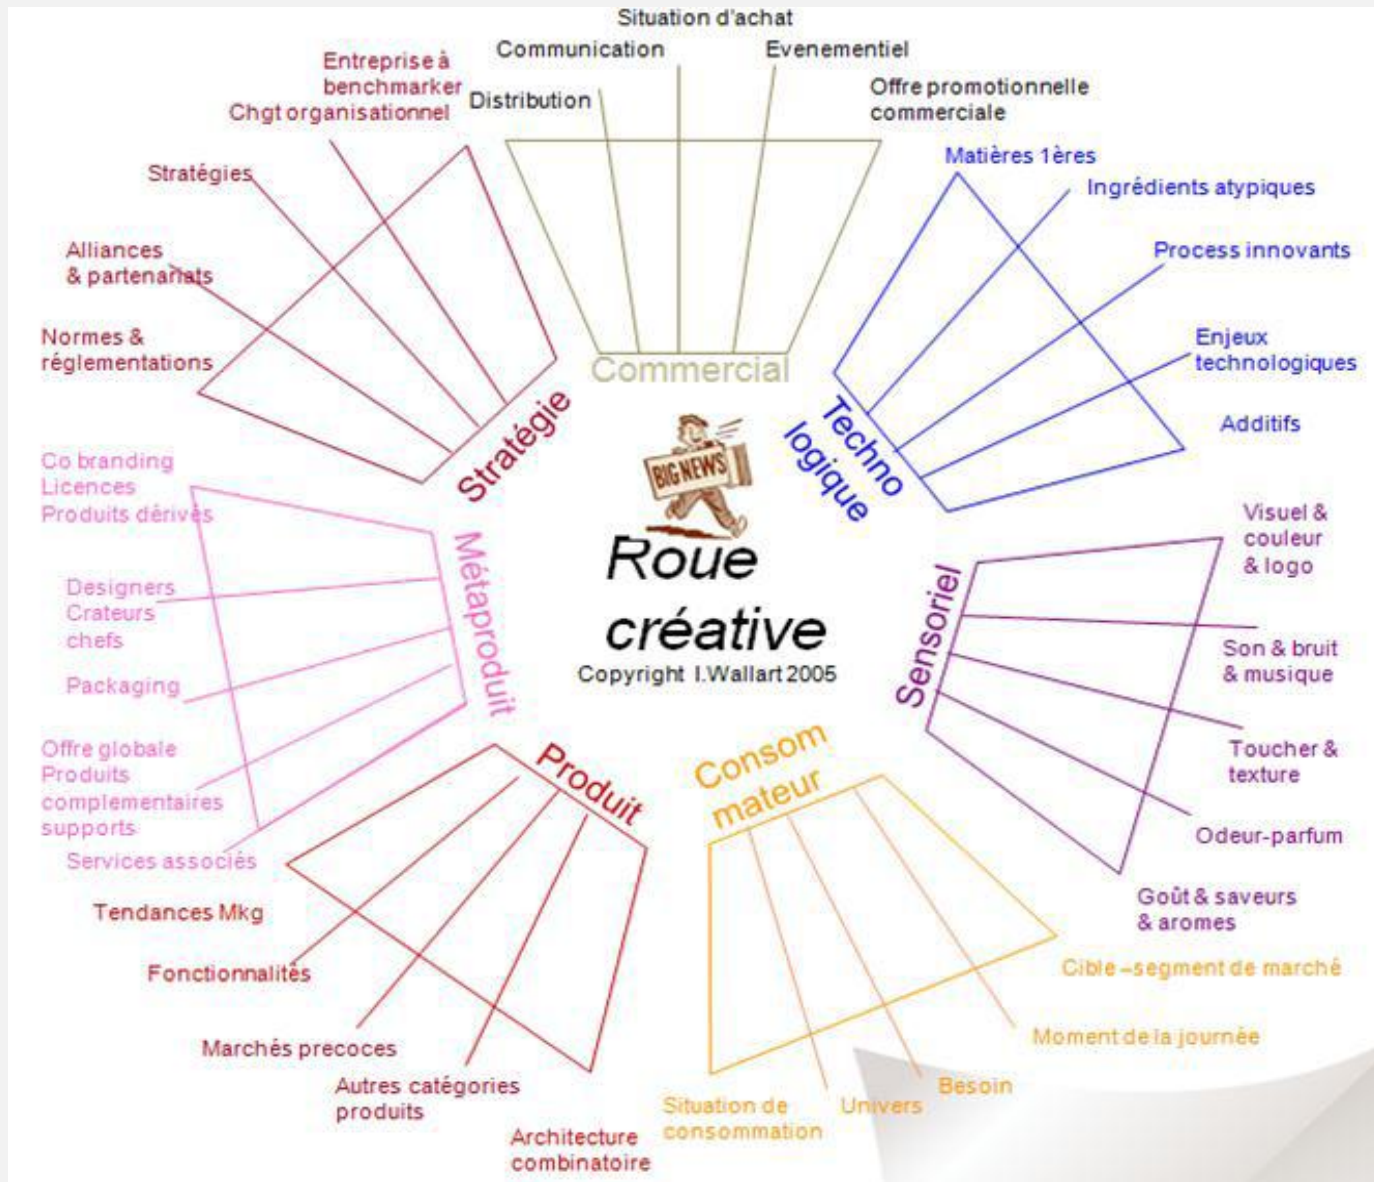 Situation d'achat
Communication
Evenementiel
Distribution
Offre promotionnelle
commerciale
Commercial
Matières 1ères
Ingrédients atypiques
Process innovants
Enjeux
technologiques
Additifs
Techno
logique
Visuel &
couleur
& logo
Son & bruit
& musique
Toucher &
texture
Odeur-parfum
Goût & saveurs
& aromes
Sensoriel
Cible –segment de marché
Moment de la journée
Besoin
Univers
Situation de
consommation
Consom
mateur
Architecture
combinatoire
Autres catégories
produits
Marchés precoces
Fonctionnalités
Tendances Mkg
Produit
Services associés
Offre globale
Produits
complementaires
supports
Packaging
Designers
Crateurs
chefs
Co branding
Licences
Produits dérivés
Métaproduit
Normes &
réglementations
Alliances
& partenariats
Stratégies
Chgt organisationnel
Entreprise à
benchmarker
Stratégie
BIG NEWS
Roue
créative
Copyright I.Wallart 2005